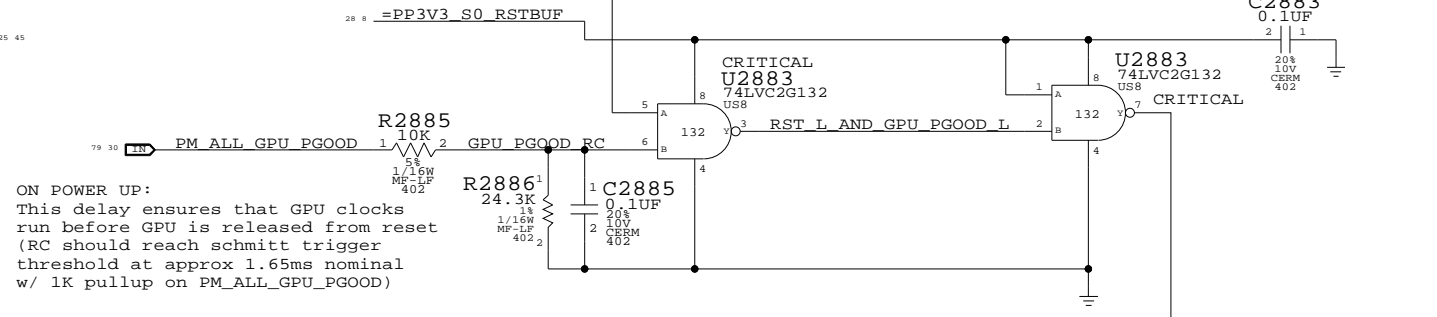 C2883
0.1UF
2 1
20%
10V
CERM
402
28 8 =PP3V3_S0_RSTBUF
25 45
CRITICAL
U2883
74LVC2G132
US8
8
5 A
132
Y 3
6 B
4
RST_L_AND_GPU_PGOOD_L
U2883
74LVC2G132
US8
8
CRITICAL
1 A
132
Y 7
2 B
4
R2885
10K
79 30 IN PM_ALL_GPU_PGOOD 1 2 GPU_PGOOD_RC
5%
1/16W
MF-LF
402
R2886 1
24.3K
1%
1/16W
MF-LF
402 2
1 C2885
0.1UF
20%
2 10V
CERM
402
ON POWER UP:
This delay ensures that GPU clocks
run before GPU is released from reset
(RC should reach schmitt trigger
threshold at approx 1.65ms nominal
w/ 1K pullup on PM_ALL_GPU_PGOOD)